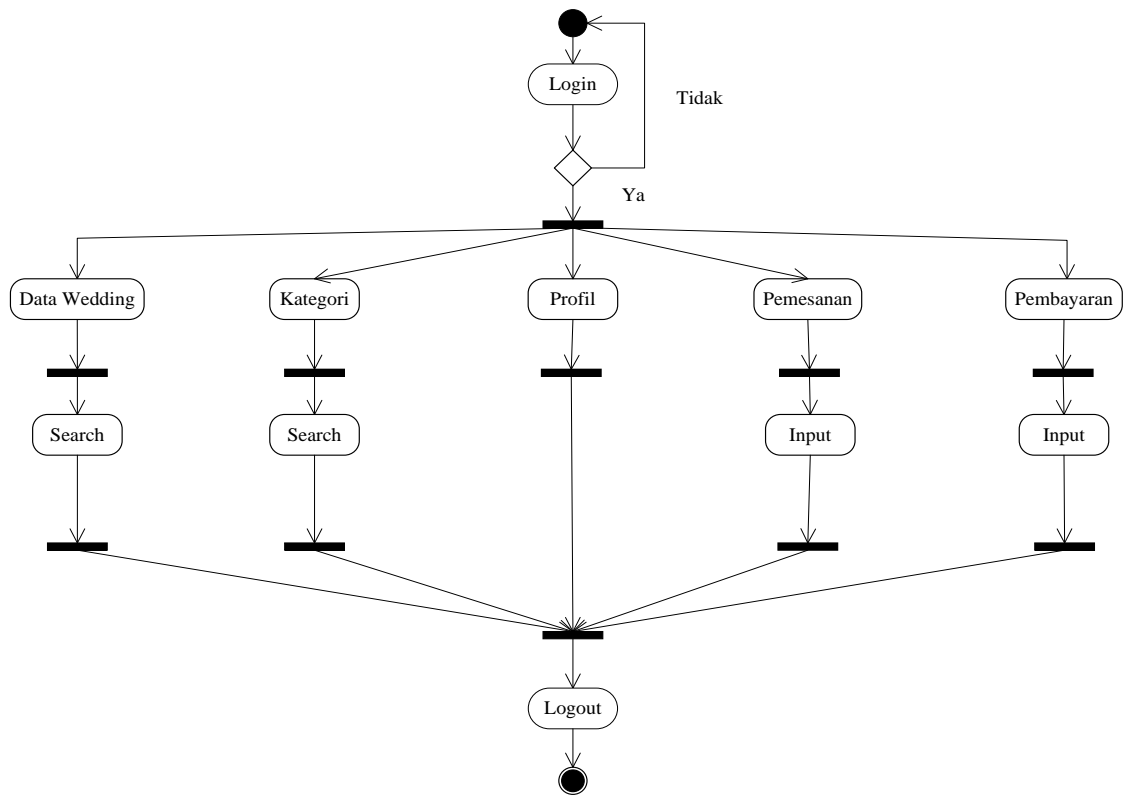 Login
Tidak
Ya
Data Wedding
Kategori
Profil
Pemesanan
Pembayaran
Search
Search
Input
Input
Logout